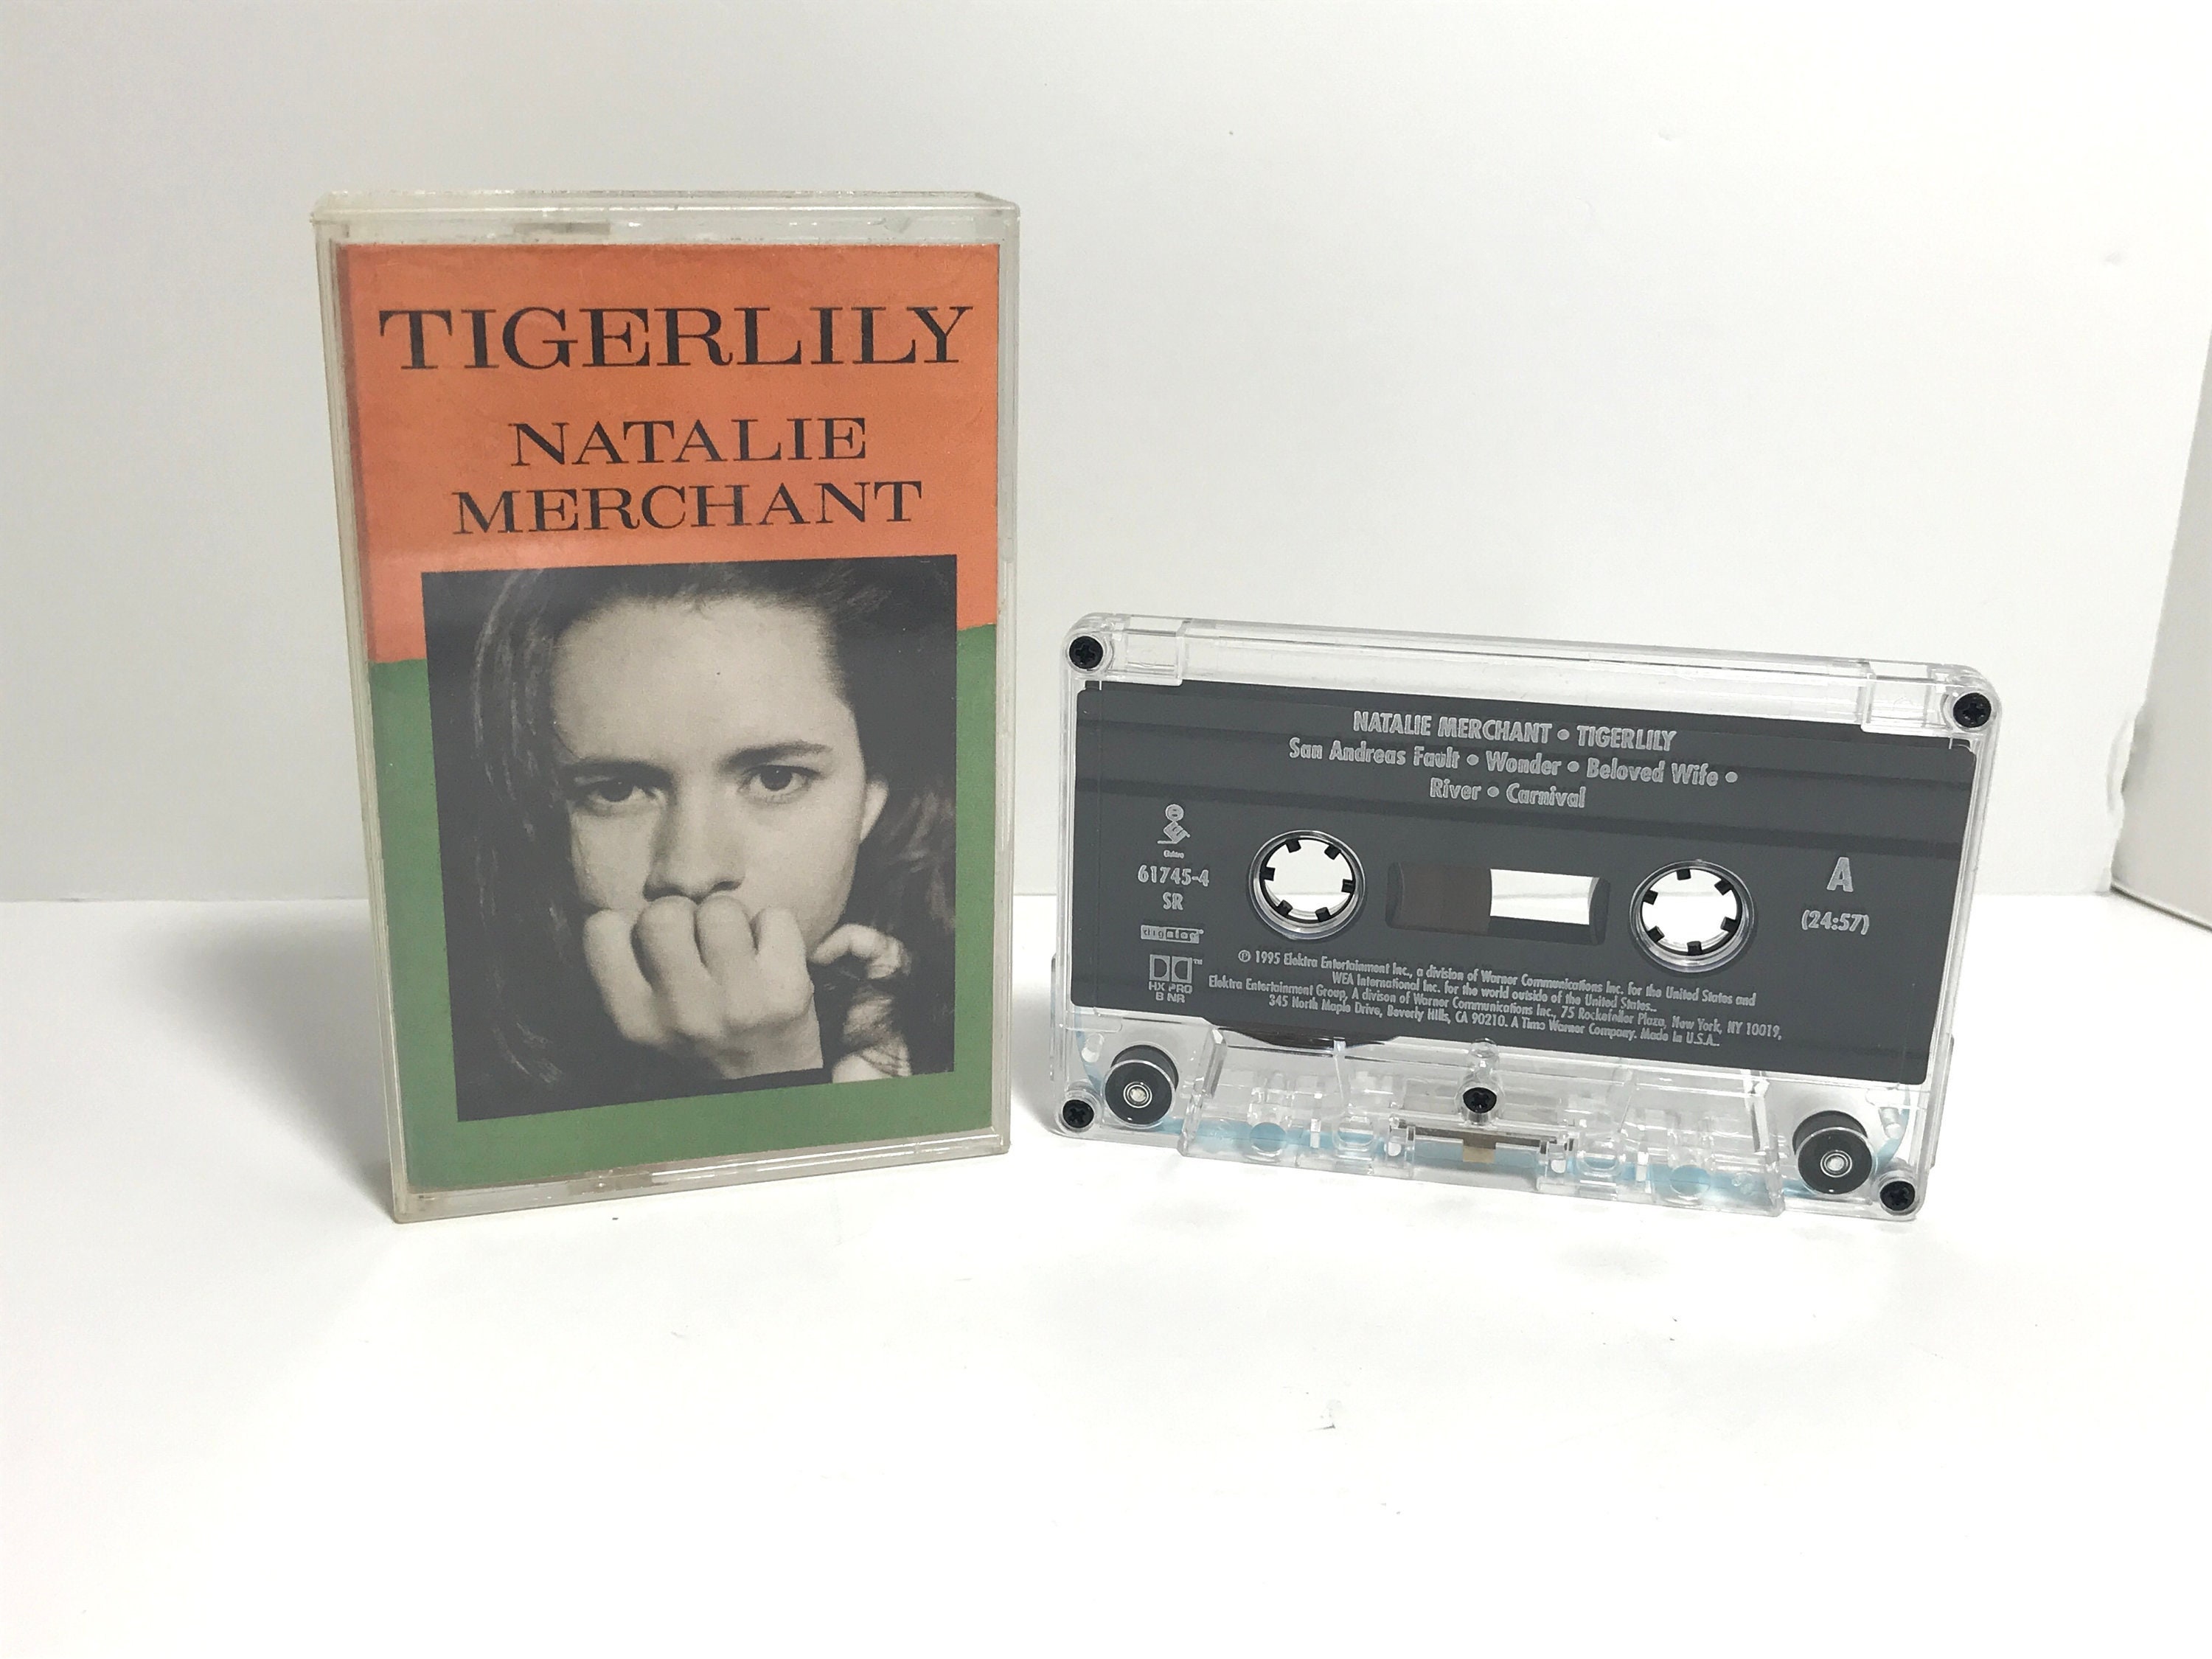 TIGERLILY
NATALIE
MERCHANT
NATALIE MERCHANT • TIGERLILY
San Andreas Fault • Wonder • Beloved Wife •
River • Carnival
Elektra
61745-4
SR
digalog
HX PRO
B NR
A
(24:57)
℗ 1995 Elektra Entertainment Inc., a division of Warner Communications Inc. for the United States and
WEA International Inc. for the world outside of the United States..
Elektra Entertainment Group, A divison of Warner Communications Inc., 75 Rockefeller Plaza, New York, NY 10019,
345 North Maple Drive, Beverly Hills, CA 90210. A Time Warner Company. Made in U.S.A..